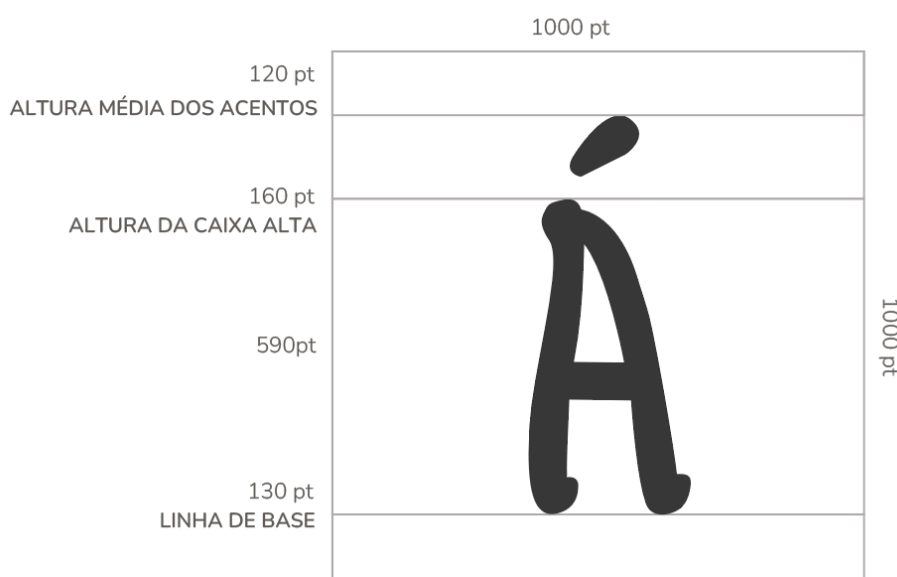 1000 pt
120 pt
ALTURA MÉDIA DOS ACENTOS
Á
160 pt
ALTURA DA CAIXA ALTA
590pt
1000 pt
130 pt
LINHA DE BASE